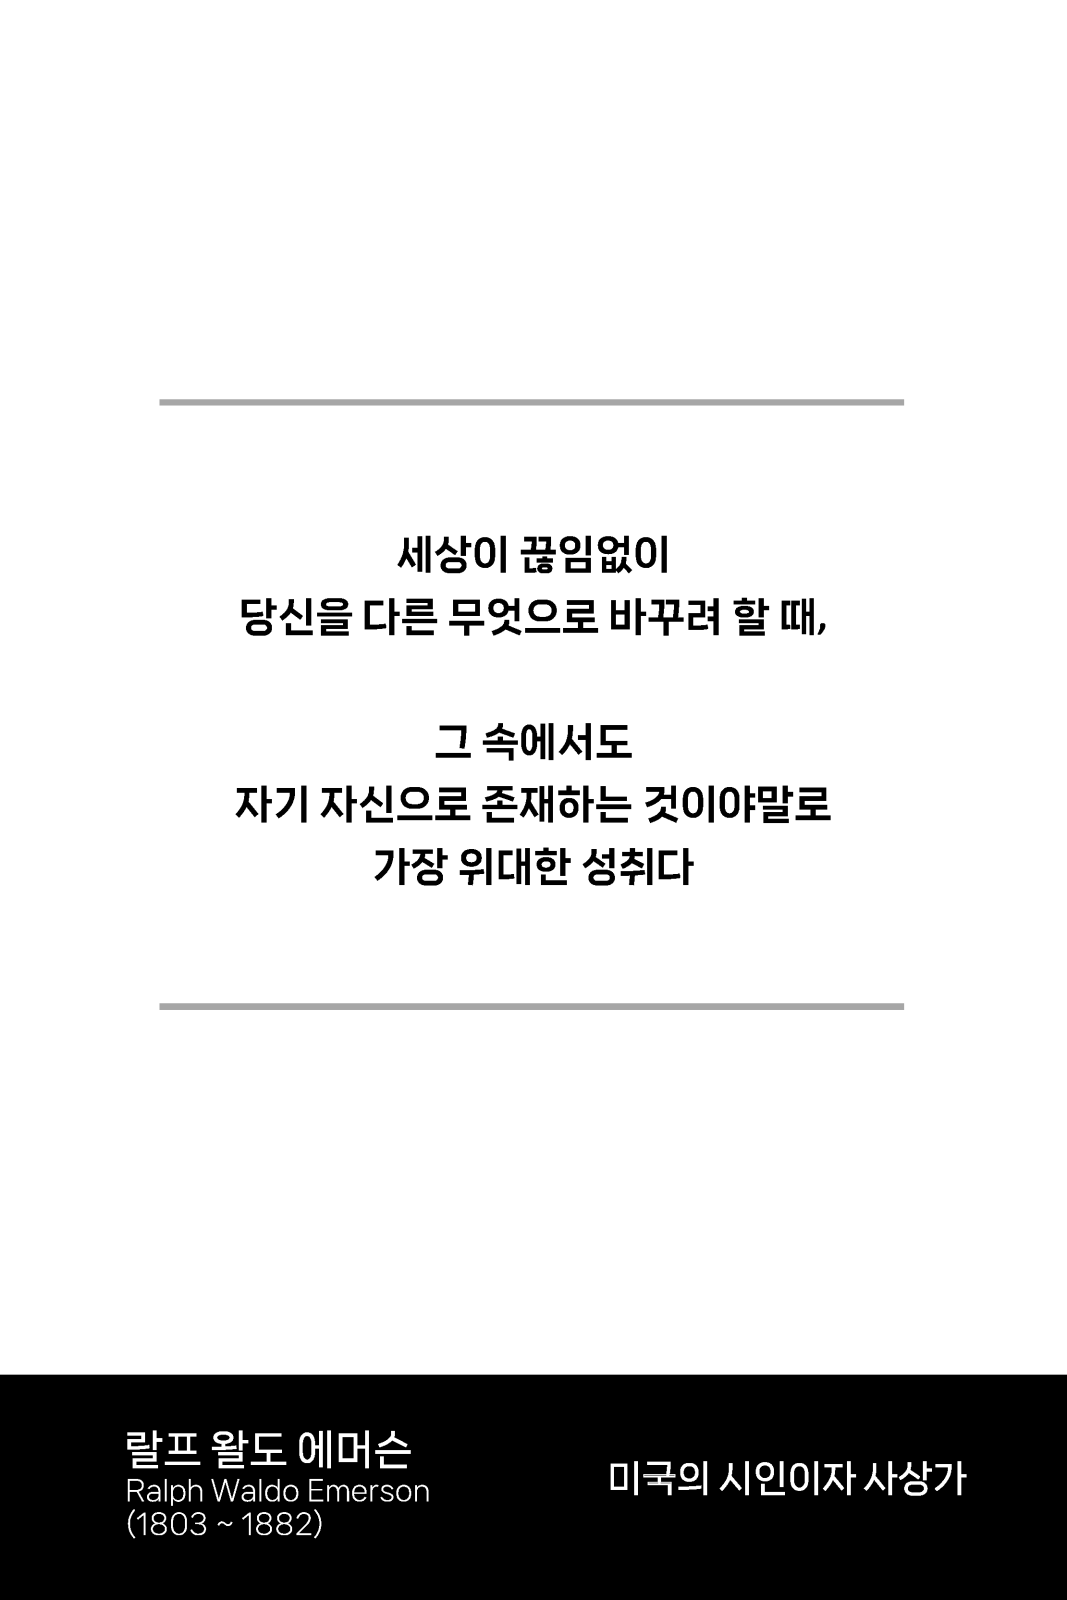 세상이 끊임없이
당신을 다른 무엇으로 바꾸려 할 때,
그 속에서도
자기 자신으로 존재하는 것이야말로
가장 위대한 성취다
랄프 왈도 에머슨
Ralph Waldo Emerson
(1803 ~ 1882)
미국의 시인이자 사상가